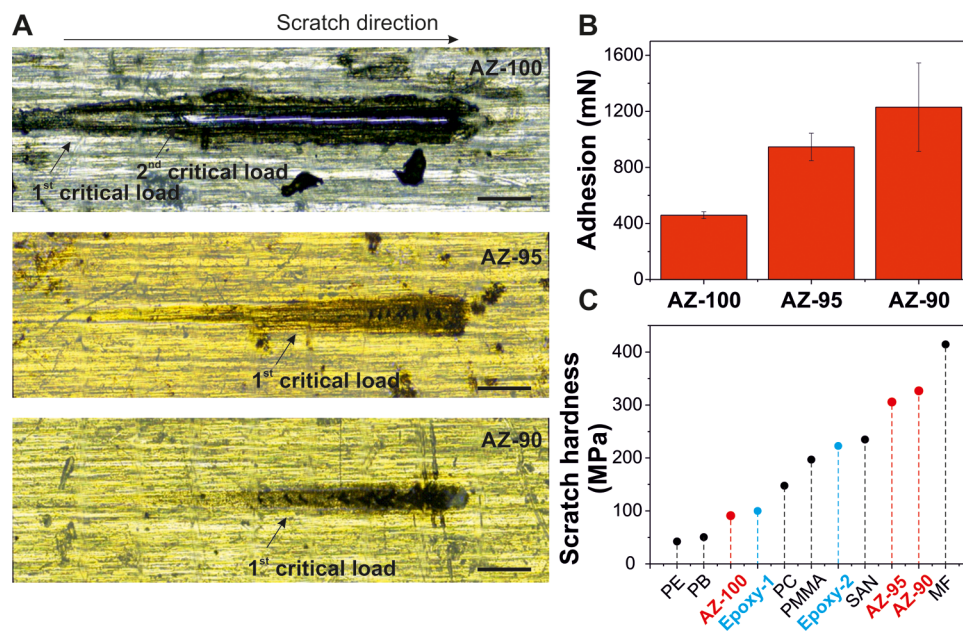 A
Scratch direction
AZ-100
2nd critical load
1st critical load
AZ-95
1st critical load
AZ-90
1st critical load
B
Adhesion (mN)
1600
1200
800
400
0
AZ-100 AZ-95 AZ-90
C
Scratch hardness
(MPa)
400
300
200
100
0
PE PB AZ-100 Epoxy-1 PC PMMA Epoxy-2 SAN AZ-95 AZ-90 MF